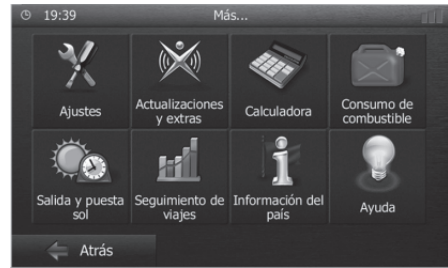 19:39
Más...
Ajustes
Actualizaciones
y extras
Calculadora
Consumo de
combustible
Salida y puesta
sol
Seguimiento de
viajes
Información del
país
Ayuda
Atrás